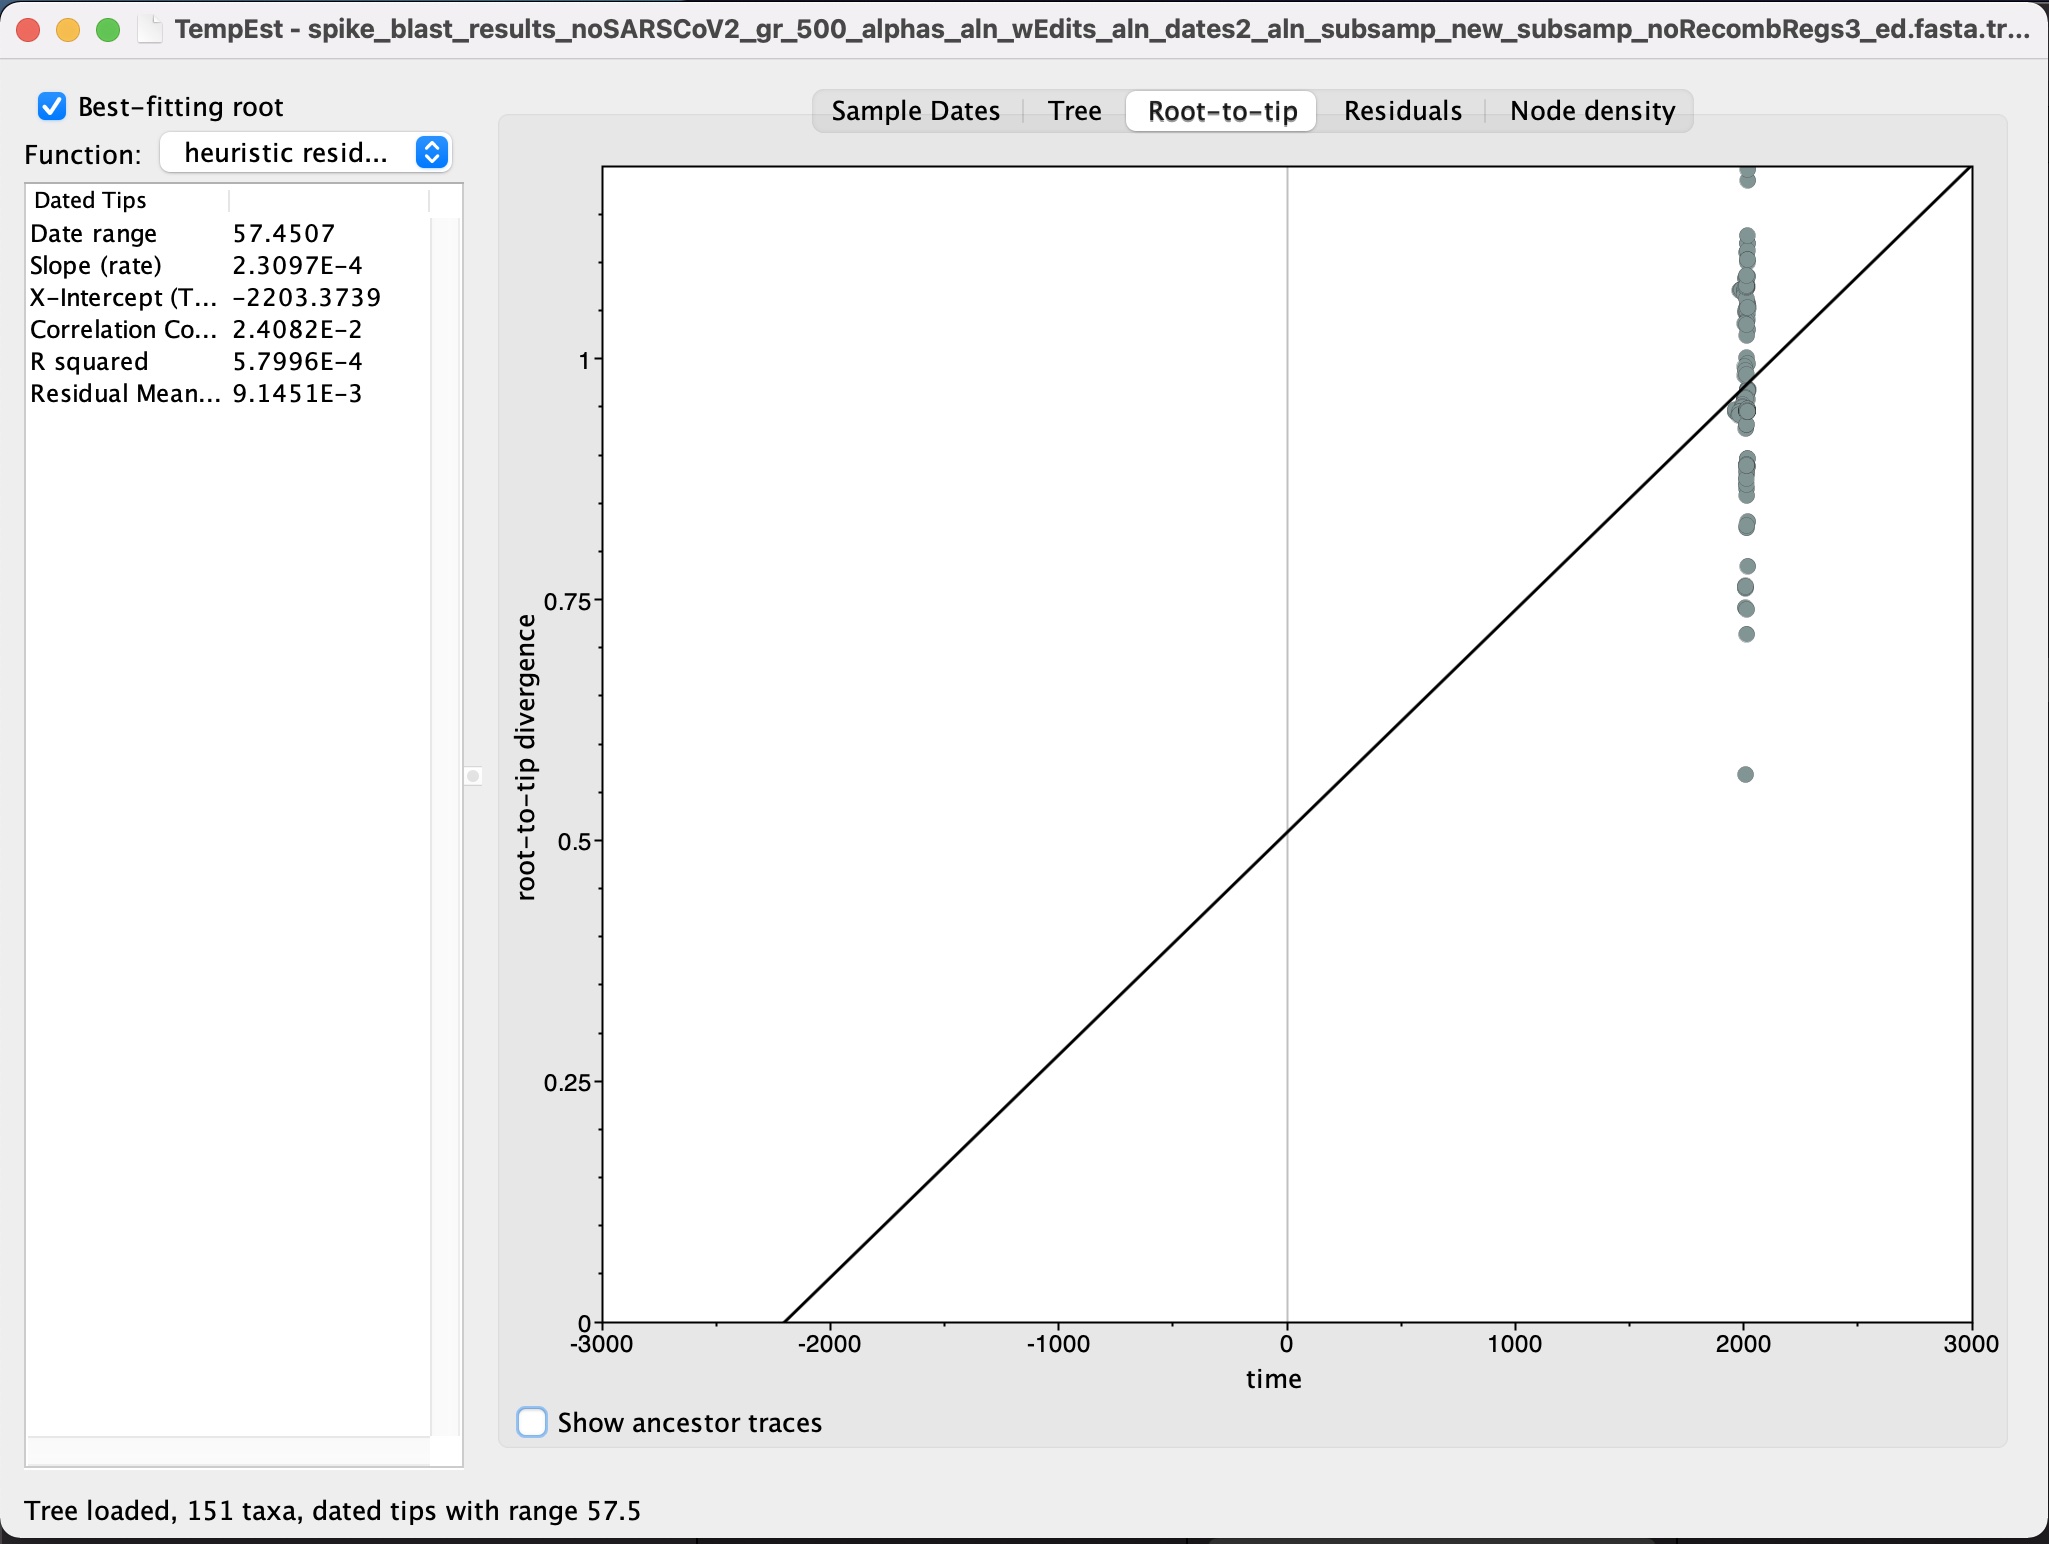 TempEst - spike_blast_results_noSARSCoV2_gr_500_alphas_aln_wEdits_aln_dates2_aln_subsamp_new_subsamp_noRecombRegs3_ed.fasta.tr...
Best-fitting root
Function: heuristic resid...
Dated Tips
Date range 57.4507
Slope (rate) 2.3097E-4
X-Intercept (T... -2203.3739
Correlation Co... 2.4082E-2
R squared 5.7996E-4
Residual Mean... 9.1451E-3
Sample Dates Tree Root-to-tip Residuals Node density
root-to-tip divergence
1
0.75
0.5
0.25
0
-3000 -2000 -1000 0 1000 2000 3000
time
Show ancestor traces
Tree loaded, 151 taxa, dated tips with range 57.5